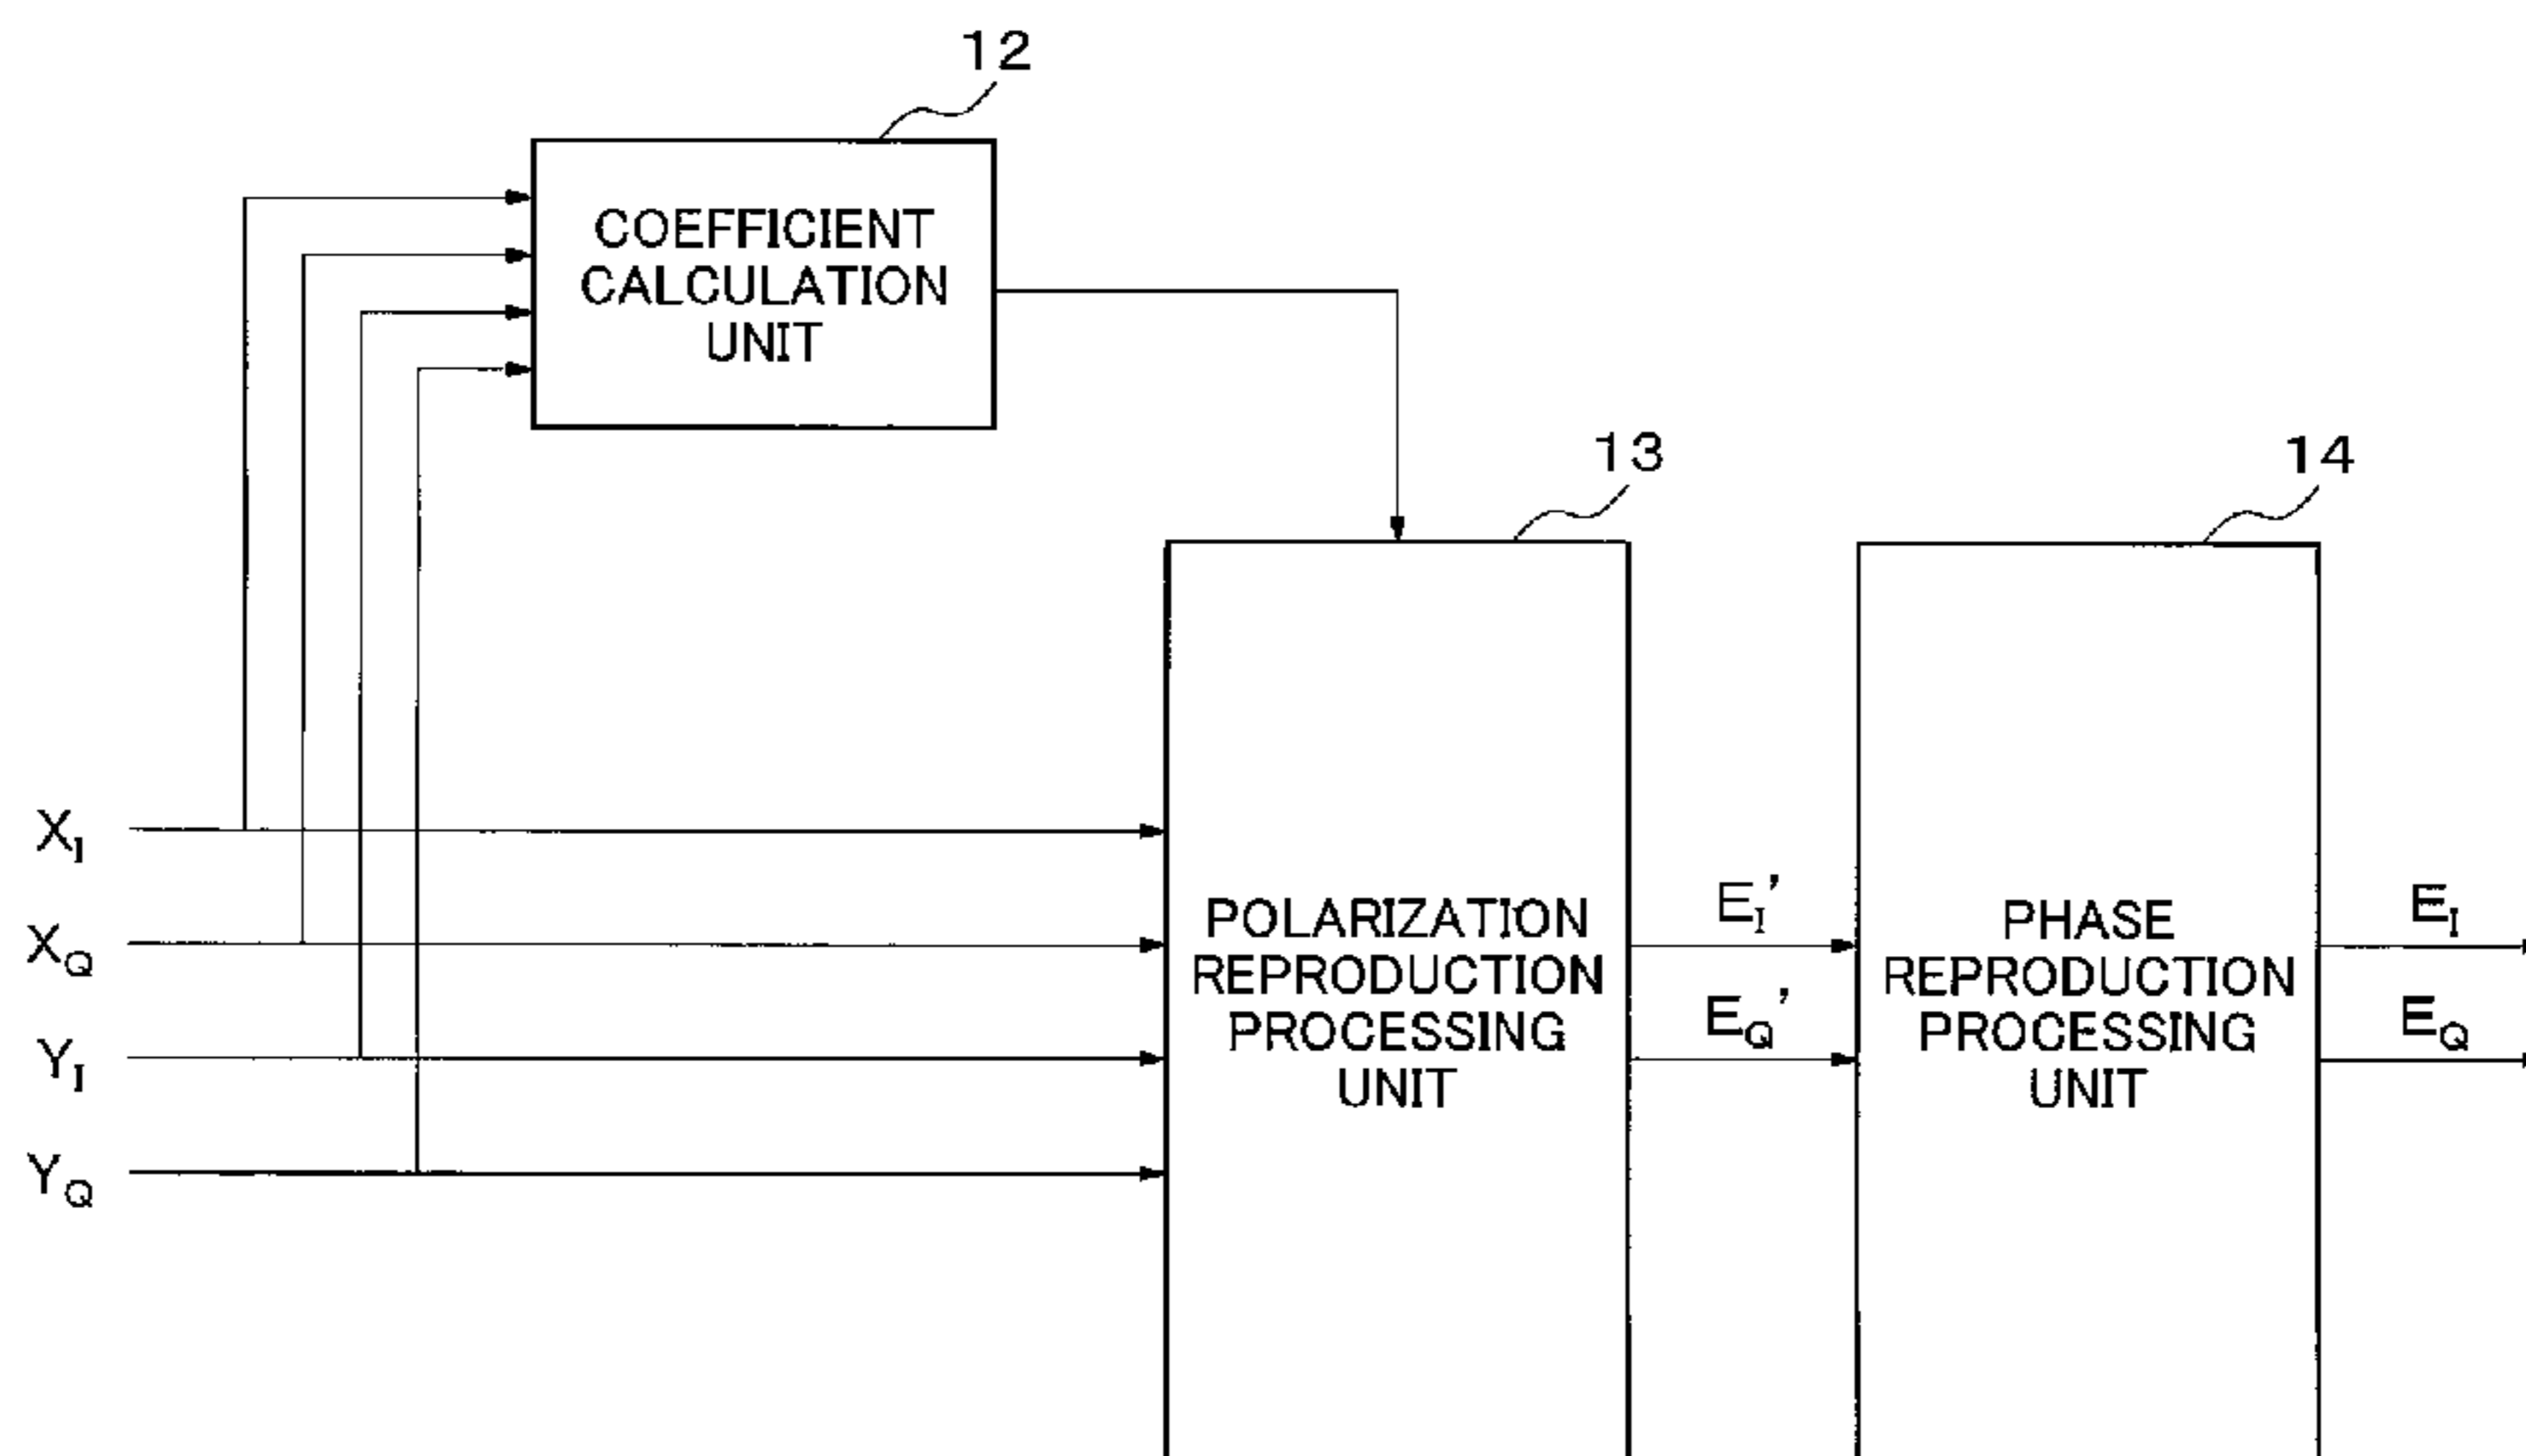 12
COEFFICIENT
CALCULATION
UNIT
13
14
X_I
X_Q
Y_I
Y_Q
POLARIZATION
REPRODUCTION
PROCESSING
UNIT
E_I'
E_Q'
PHASE
REPRODUCTION
PROCESSING
UNIT
E_I
E_Q